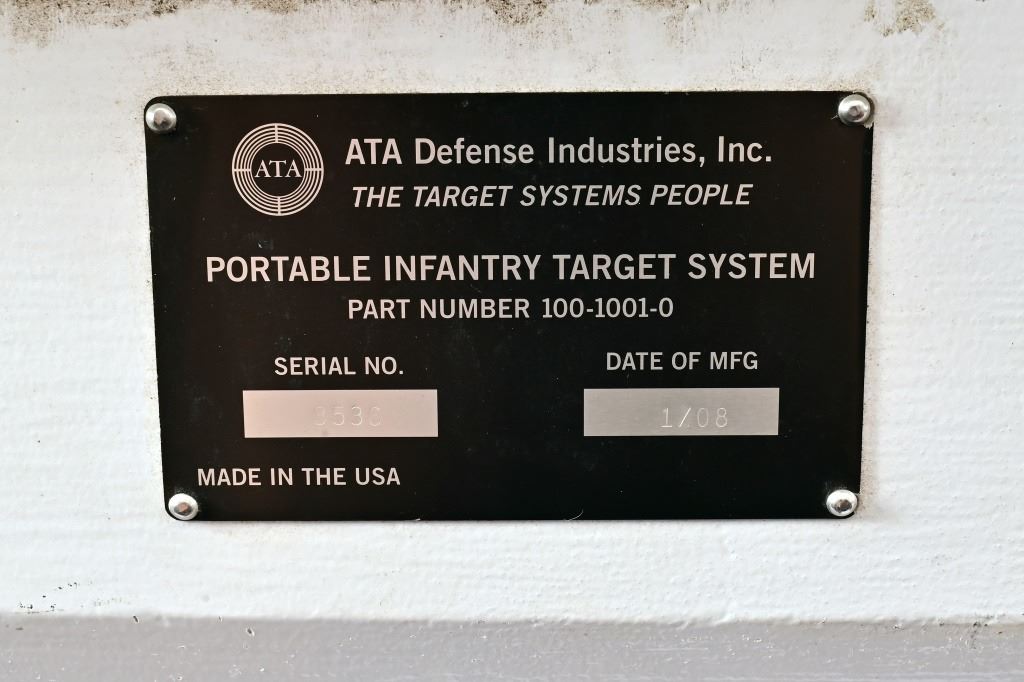 ATA
ATA Defense Industries, Inc.
THE TARGET SYSTEMS PEOPLE
PORTABLE INFANTRY TARGET SYSTEM
PART NUMBER 100-1001-0
SERIAL NO.
DATE OF MFG
1/08
MADE IN THE USA